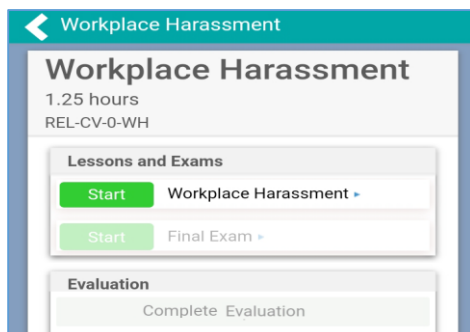 Workplace Harassment
Workplace Harassment
1.25 hours
REL-CV-0-WH
Lessons and Exams
Start Workplace Harassment
Start Final Exam
Evaluation
Complete Evaluation